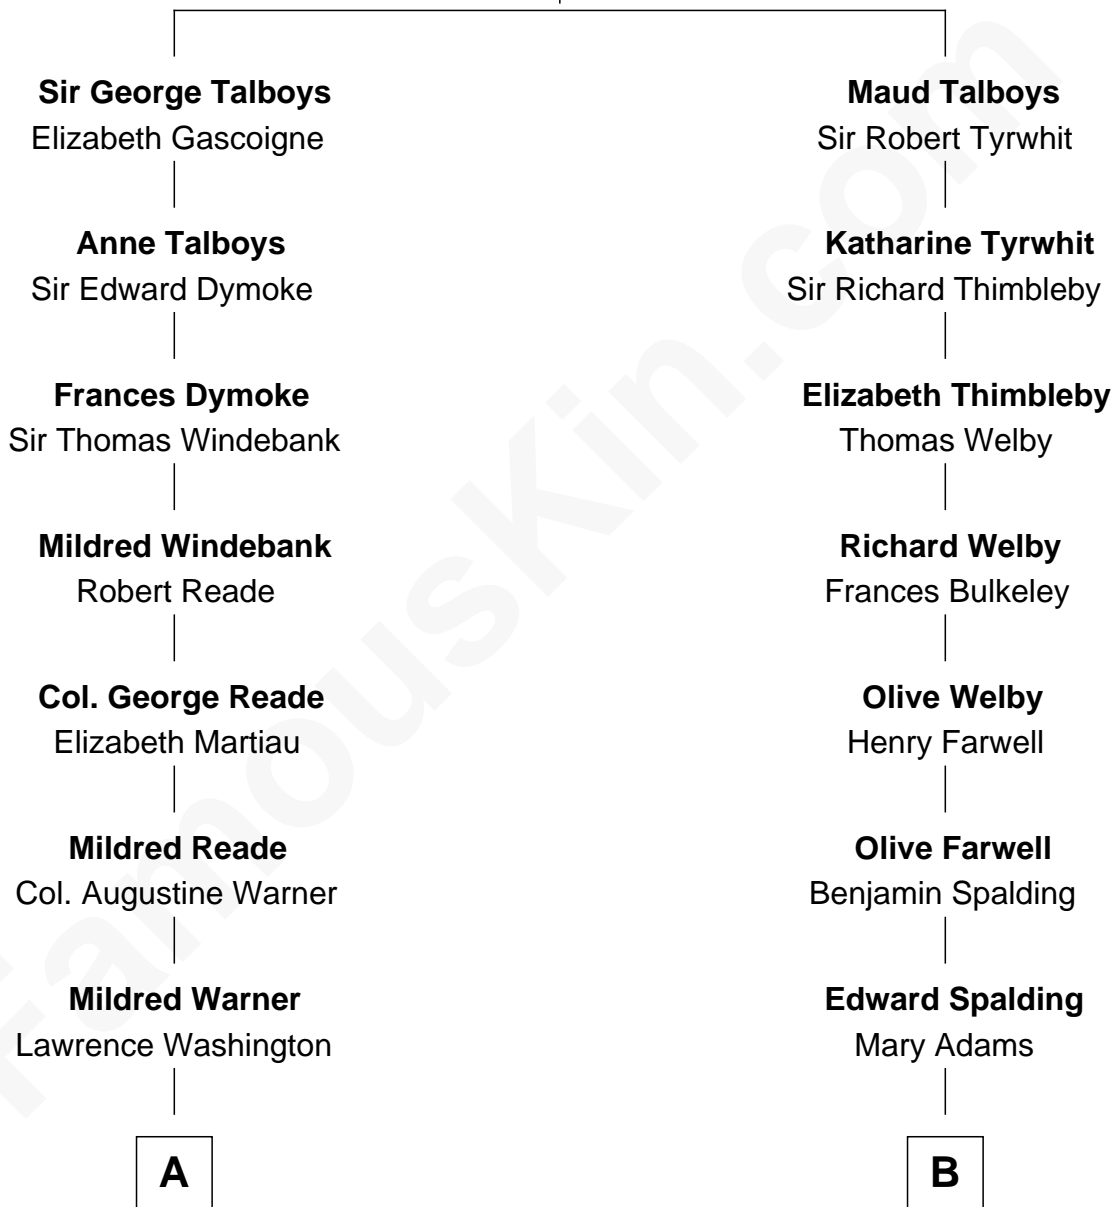 Sir George Talboys
Elizabeth Gascoigne
Anne Talboys
Sir Edward Dymoke
Frances Dymoke
Sir Thomas Windebank
Mildred Windebank
Robert Reade
Col. George Reade
Elizabeth Martiau
Mildred Reade
Col. Augustine Warner
Mildred Warner
Lawrence Washington
A
Maud Talboys
Sir Robert Tyrwhit
Katharine Tyrwhit
Sir Richard Thimbleby
Elizabeth Thimbleby
Thomas Welby
Richard Welby
Frances Bulkeley
Olive Welby
Henry Farwell
Olive Farwell
Benjamin Spalding
Edward Spalding
Mary Adams
B
FamousKin.com